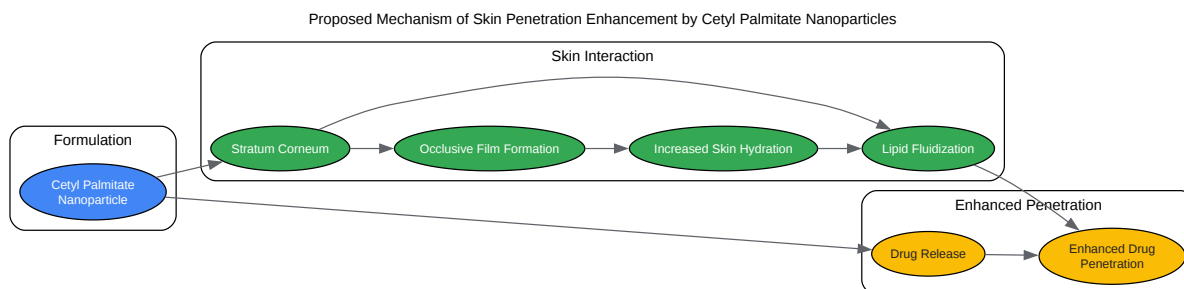 Proposed Mechanism of Skin Penetration Enhancement by Cetyl Palmitate Nanoparticles
Skin Interaction
Formulation
Stratum Corneum
Occlusive Film Formation
Increased Skin Hydration
Lipid Fluidization
Cetyl Palmitate
Nanoparticle
Enhanced Penetration
Drug Release
Enhanced Drug
Penetration